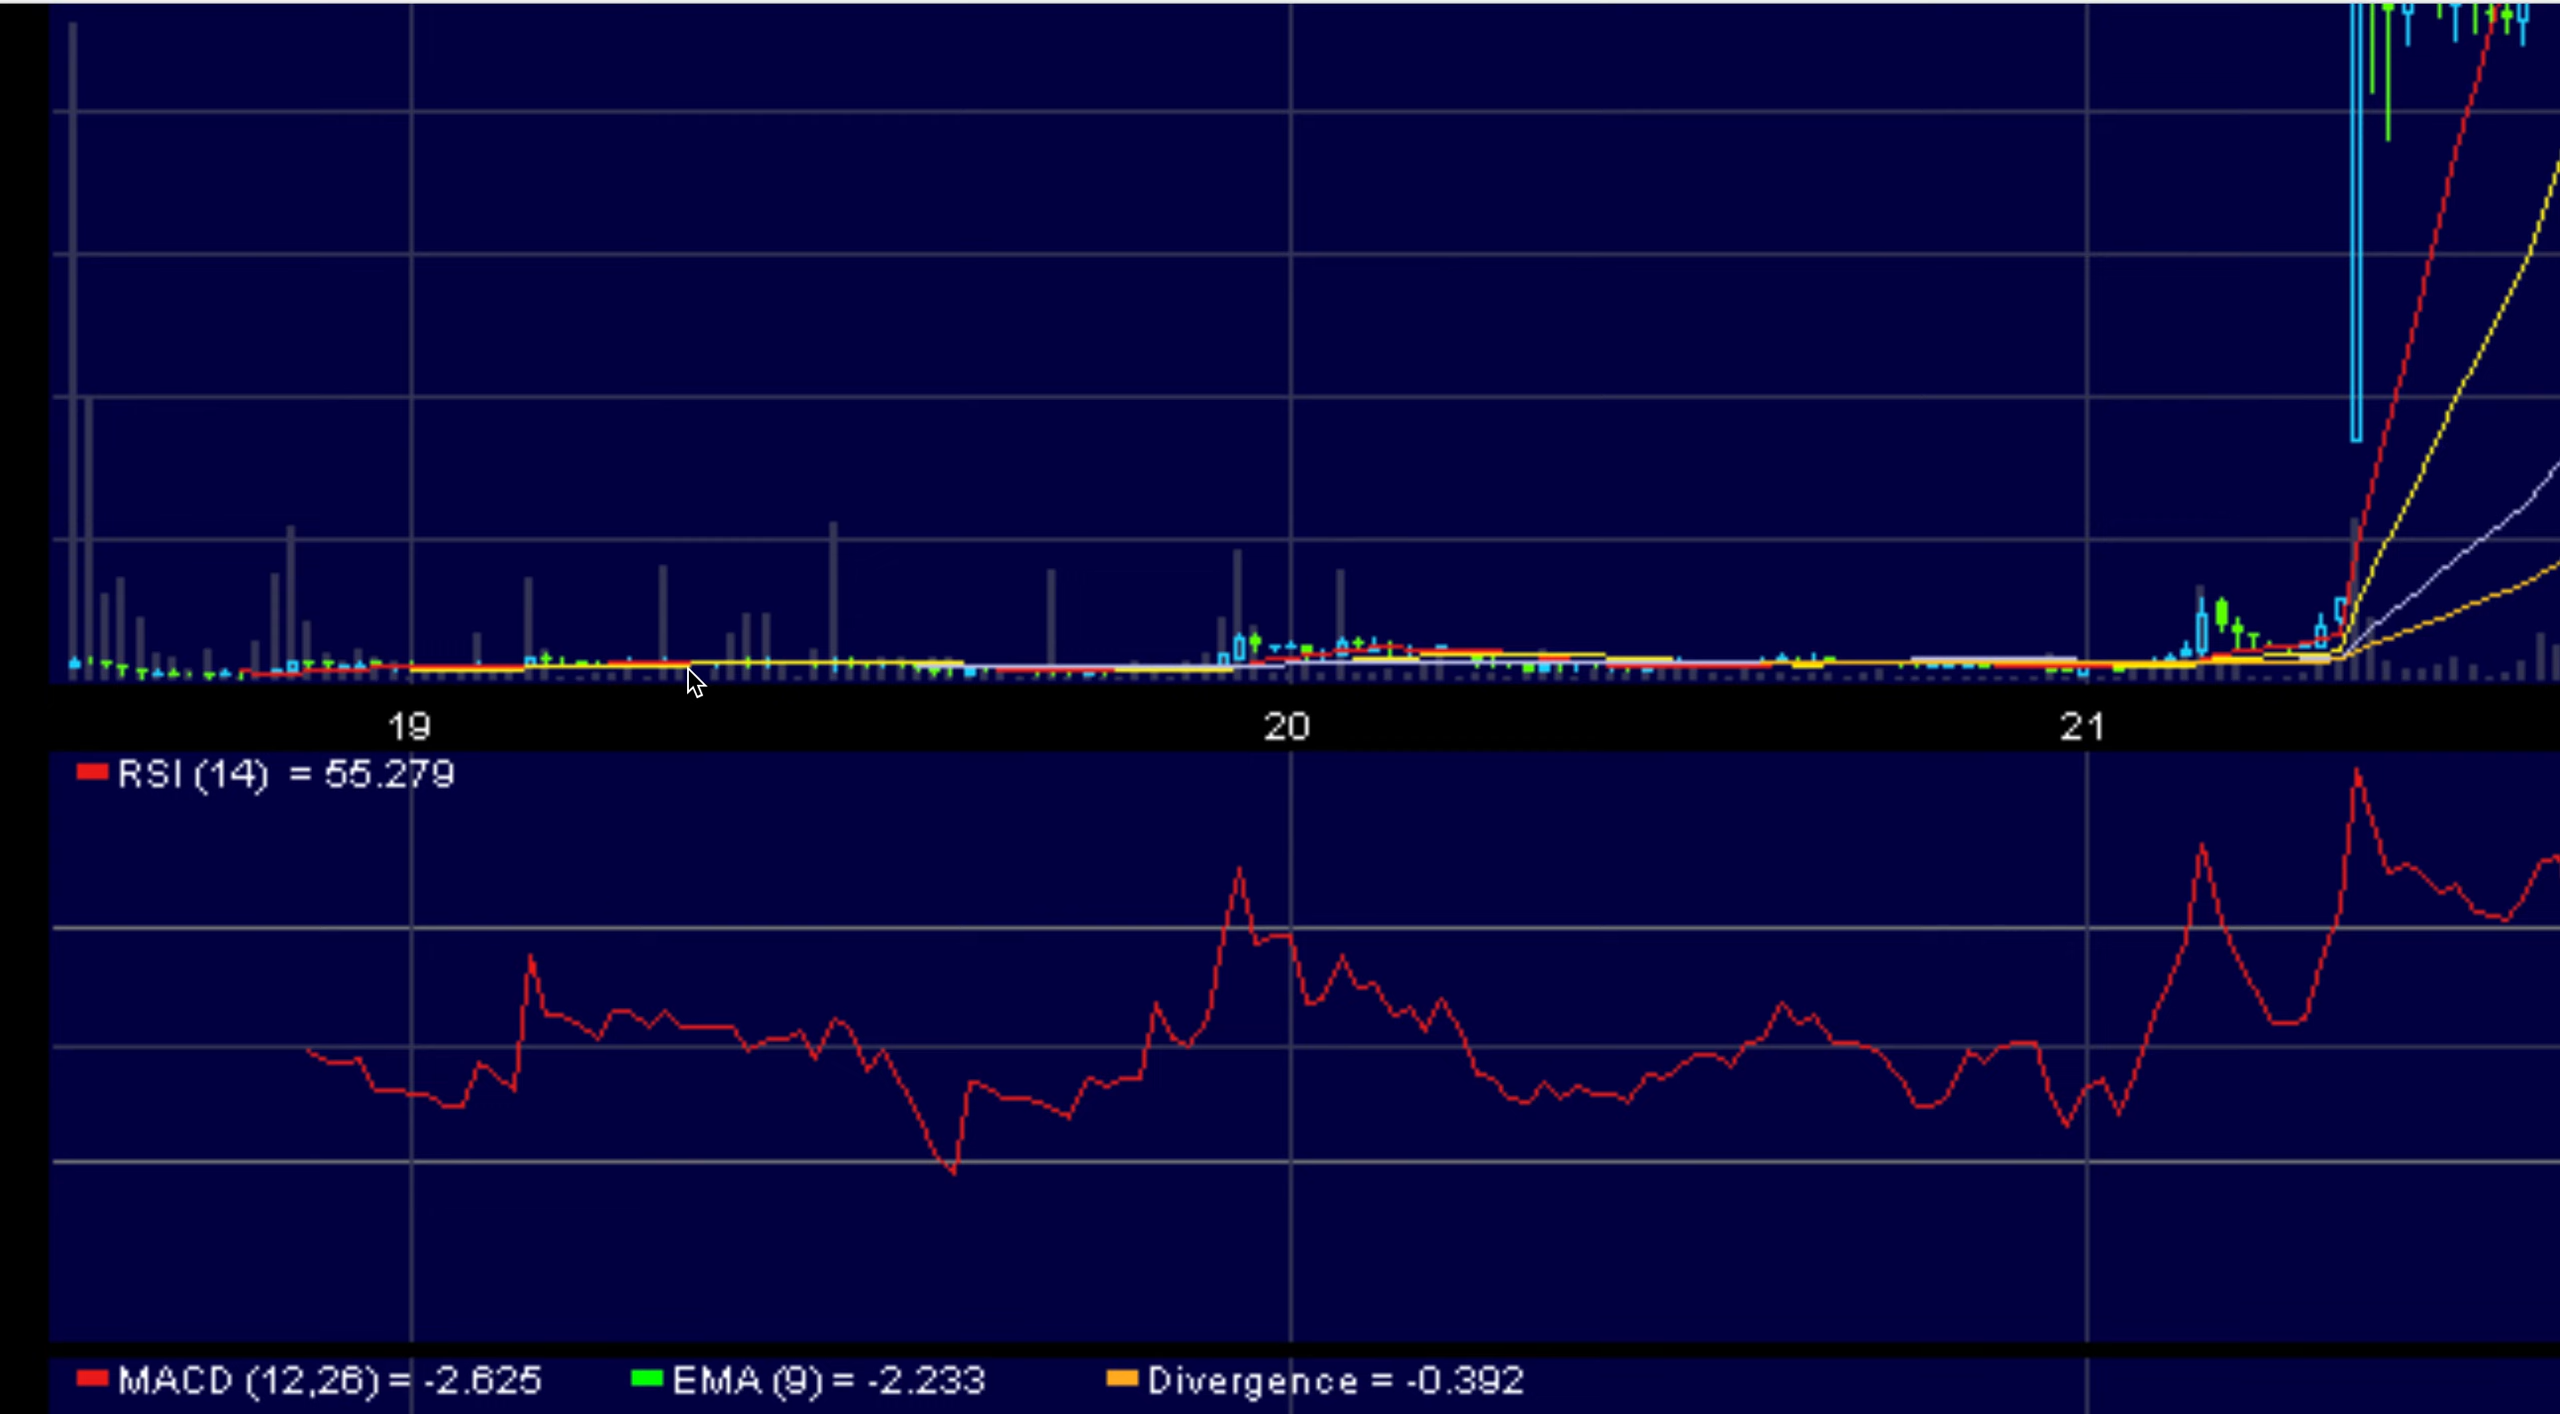 19 20 21
RSI (14) = 55.279
MACD (12,26) = -2.625 EMA (9) = -2.233 Divergence = -0.392